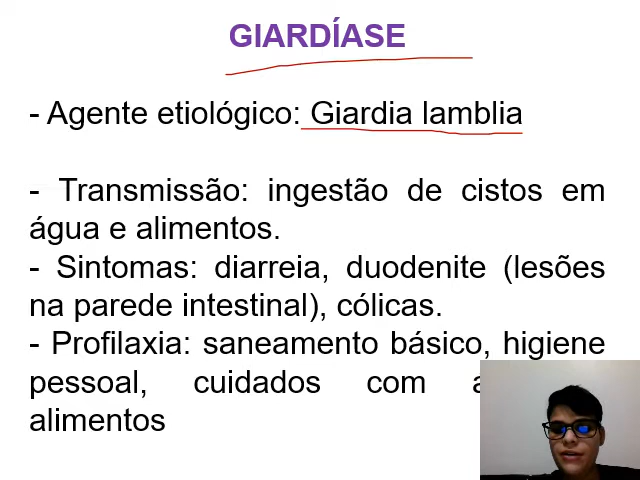 GIARDÍASE
- Agente etiológico: Giardia lamblia
- Transmissão: ingestão de cistos em
água e alimentos.
- Sintomas: diarreia, duodenite (lesões
na parede intestinal), cólicas.
- Profilaxia: saneamento básico, higiene
pessoal, cuidados com
alimentos